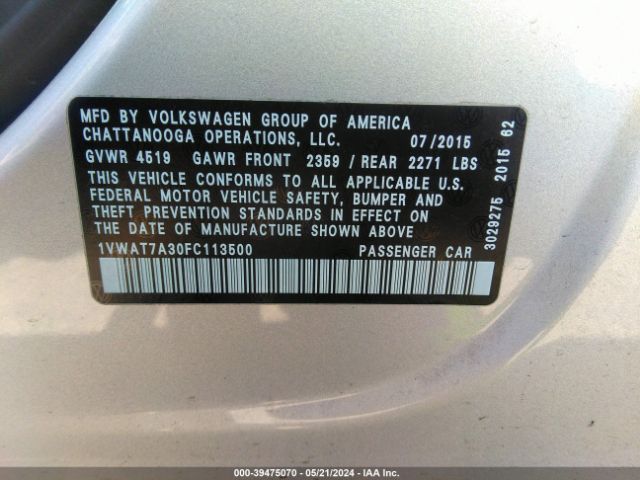 MFD BY VOLKSWAGEN GROUP OF AMERICA
CHATTANOOGA OPERATIONS, LLC. 07/2015
GVWR 4519 GAWR FRONT 2359 / REAR 2271 LBS
THIS VEHICLE CONFORMS TO ALL APPLICABLE U.S.
FEDERAL MOTOR VEHICLE SAFETY, BUMPER AND
THEFT PREVENTION STANDARDS IN EFFECT ON
THE DATE OF MANUFACTURE SHOWN ABOVE
1VWAT7A30FC113500 PASSENGER CAR
3029275 2015 62
000-39475070 - 05/21/2024 - IAA Inc.